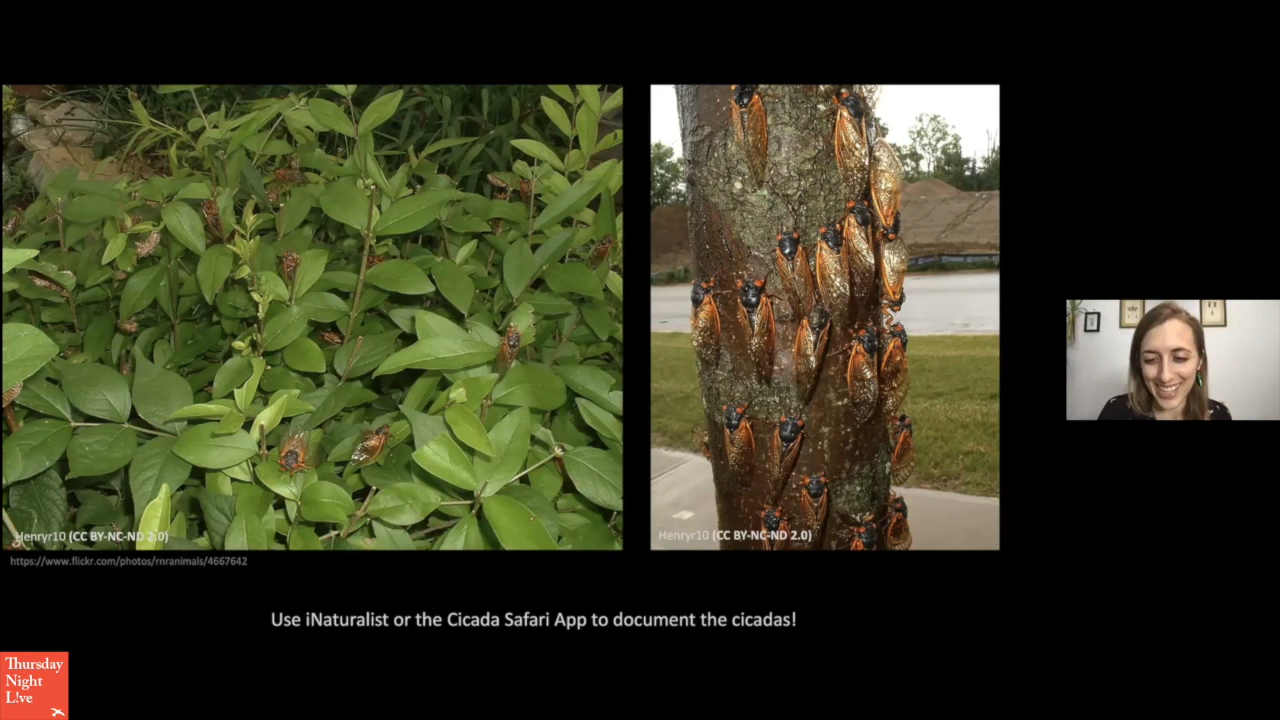 Henryr10 (CC BY-NC-ND 2.0)
Henryr10 (CC BY-NC-ND 2.0)
https://www.flickr.com/photos/rnranimals/4667642
Use iNaturalist or the Cicada Safari App to document the cicadas!
Thursday
Night
L!ve